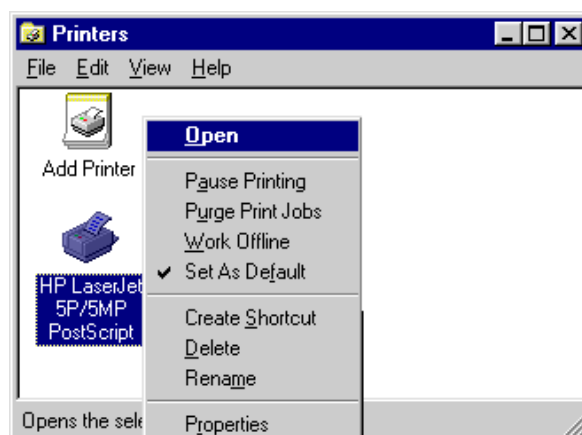 Printers
File Edit View Help
Add Printer
HP LaserJet
5P/5MP
PostScript
Open
Pause Printing
Purge Print Jobs
Work Offline
Set As Default
Create Shortcut
Delete
Rename
Properties
Opens the sele